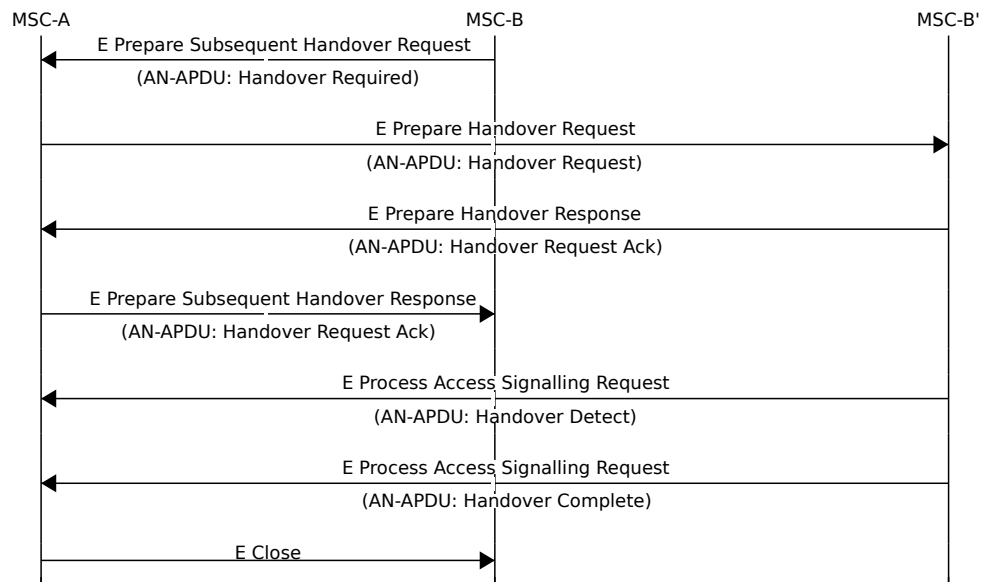 MSC-A MSC-B MSC-B'
E Prepare Subsequent Handover Request
(AN-APDU: Handover Required)
E Prepare Handover Request
(AN-APDU: Handover Request)
E Prepare Handover Response
(AN-APDU: Handover Request Ack)
E Prepare Subsequent Handover Response
(AN-APDU: Handover Request Ack)
E Process Access Signalling Request
(AN-APDU: Handover Detect)
E Process Access Signalling Request
(AN-APDU: Handover Complete)
E Close